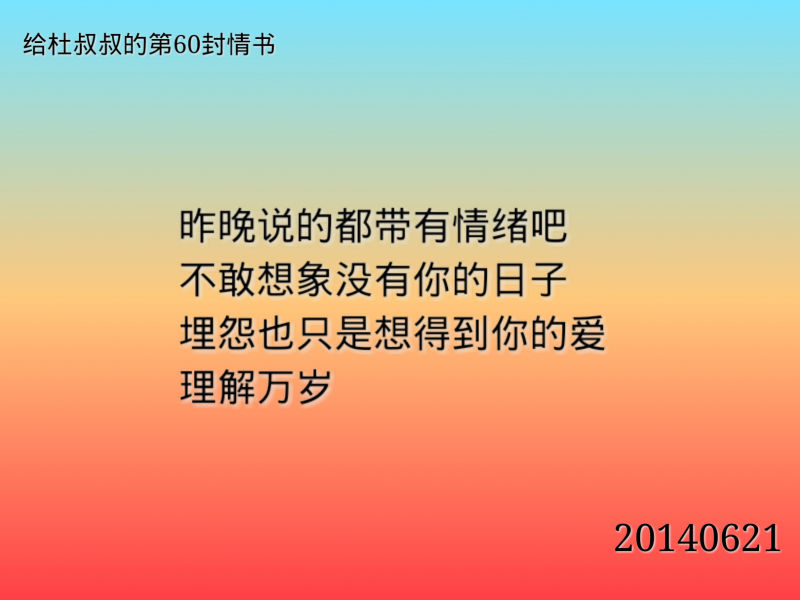 给杜叔叔的第60封情书
昨晚说的都带有情绪吧
不敢想象没有你的日子
埋怨也只是想得到你的爱
理解万岁
20140621